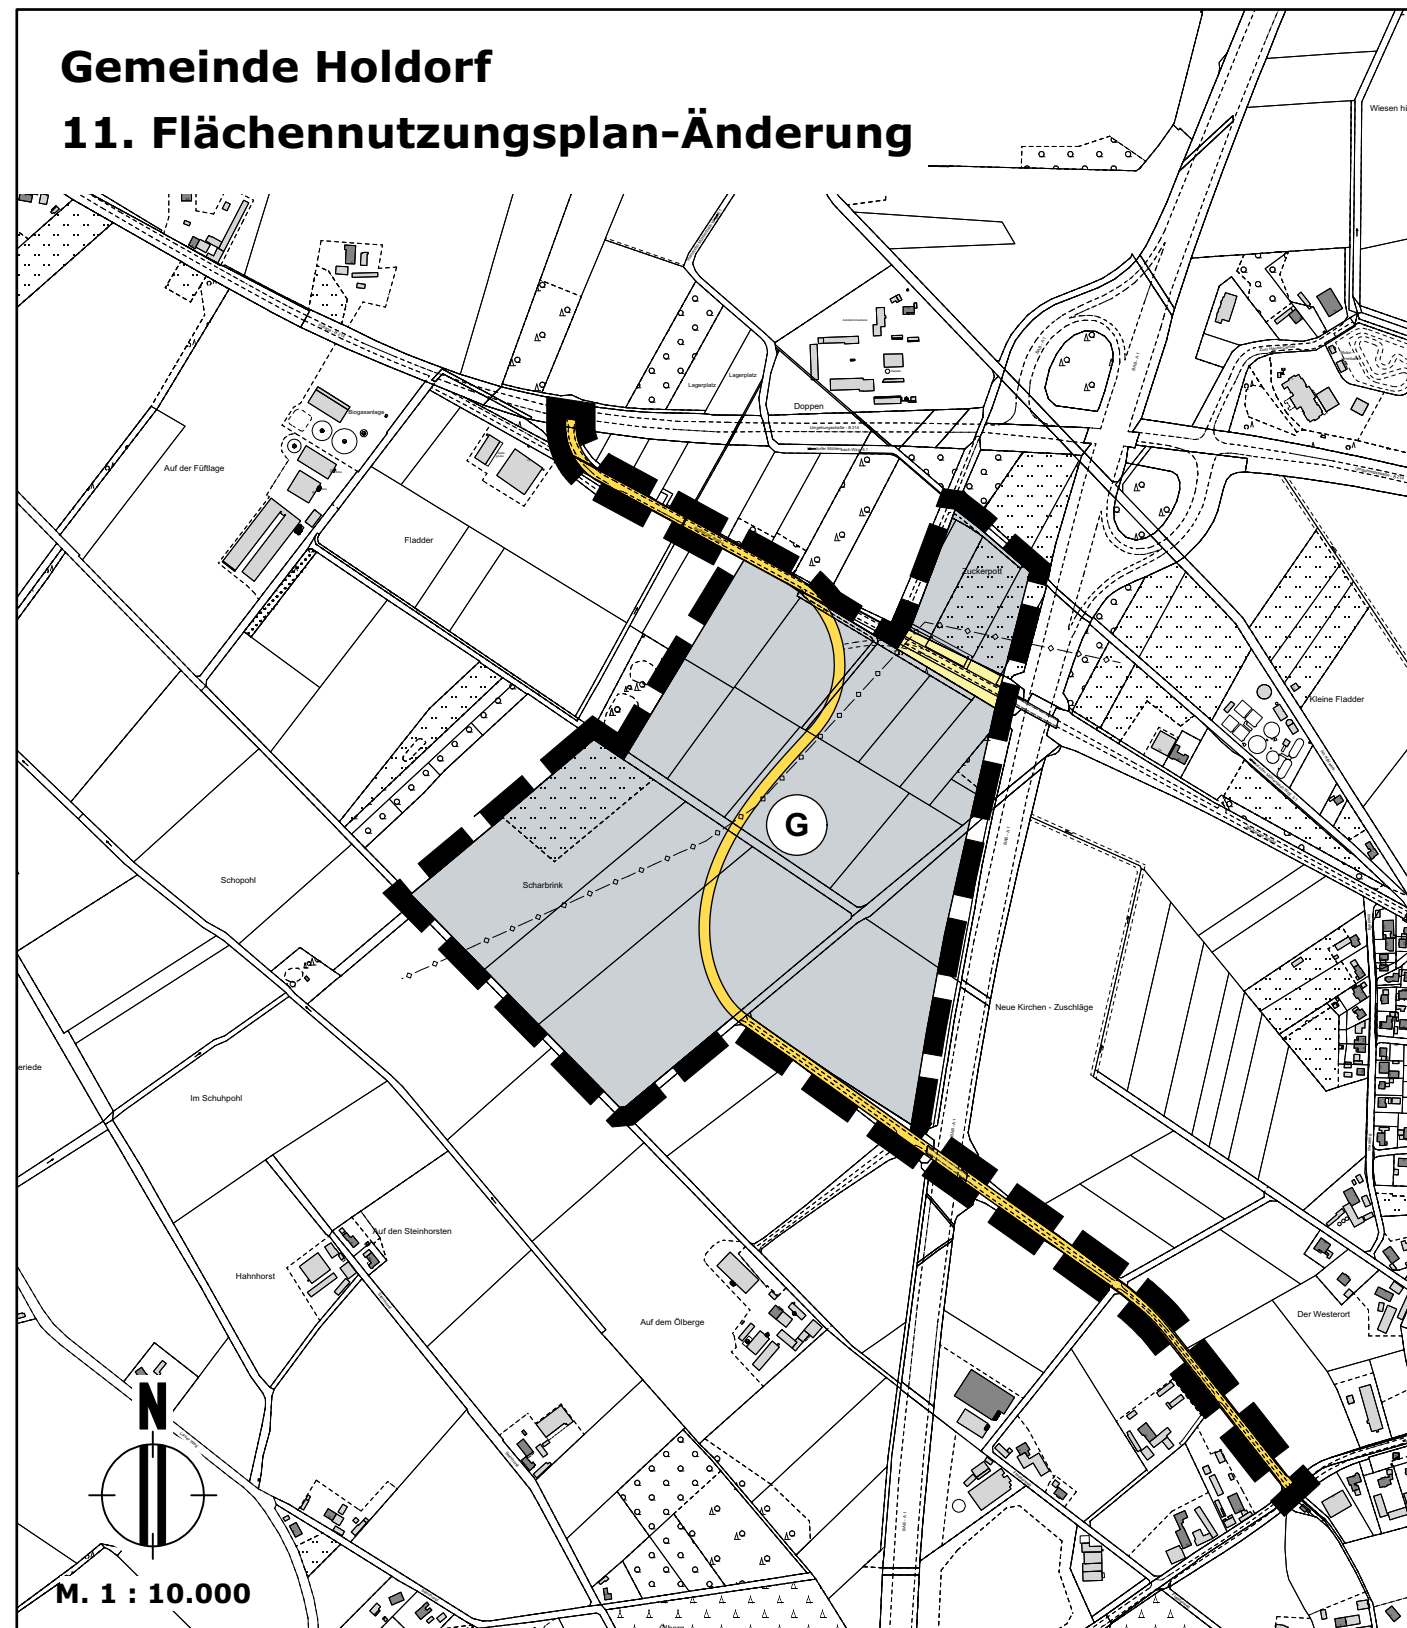 Gemeinde Holdorf
11. Flächennutzungsplan-Änderung
Wiesen hi
Lagerplatz
Lagerplatz
Doppen
Biogasanlage
Auf der Füftlage
Fladder
Zuckerpott
Kleine Fladder
G
Schopohl
Scharbrink
Neue Kirchen - Zuschläge
eriede
Im Schuhpohl
Auf den Steinhorsten
Hahnhorst
Auf dem Ölberge
Der Westerort
N
M. 1 : 10.000